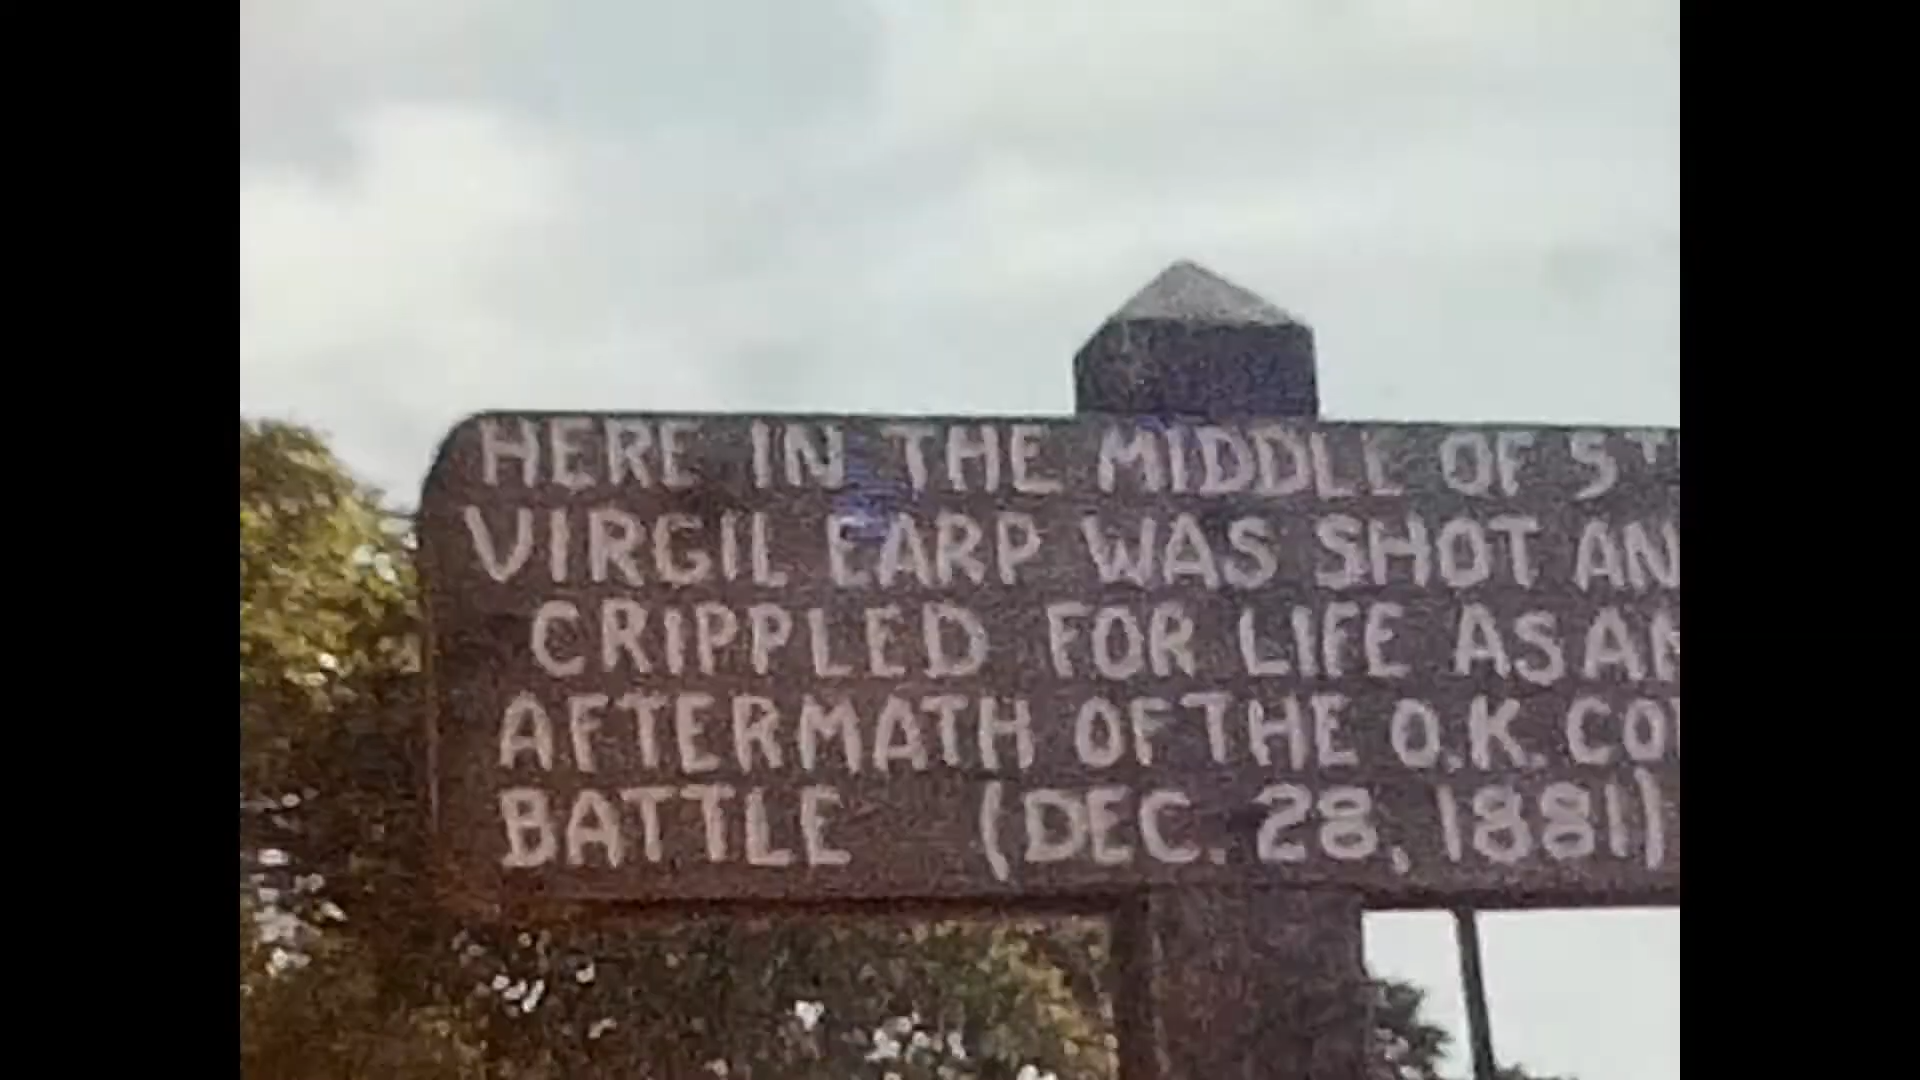 HERE IN THE MIDDLE OF 5T
VIRGIL EARP WAS SHOT AN
CRIPPLED FOR LIFE AS AN
AFTERMATH OF THE O.K. CO
BATTLE (DEC. 28, 1881)